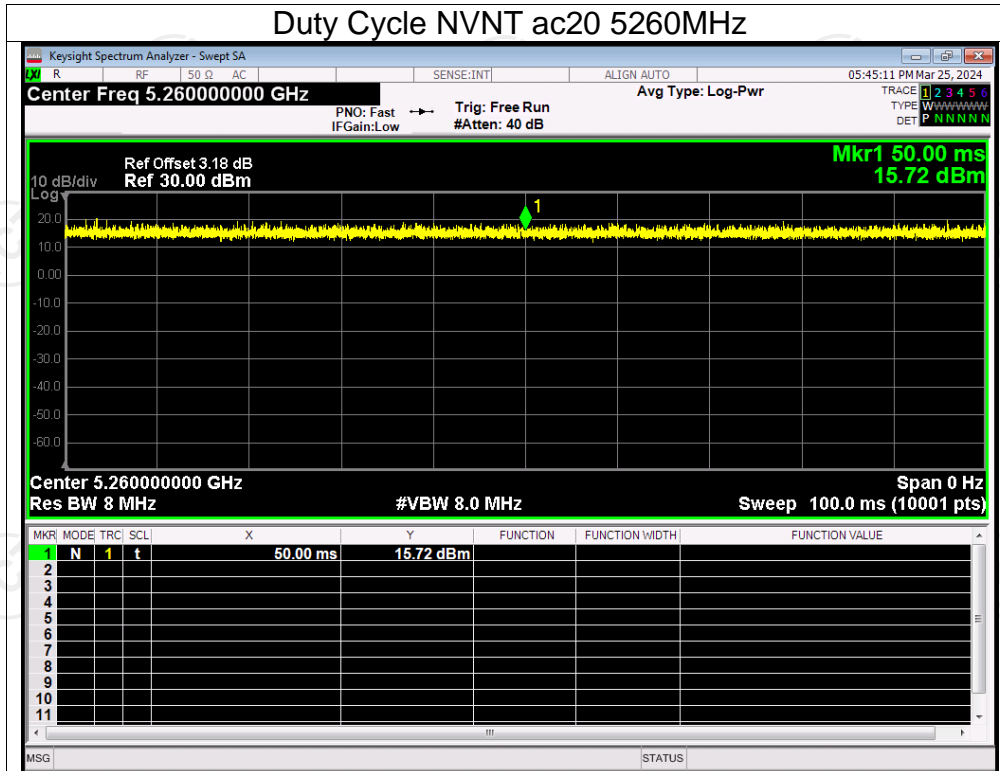 Duty Cycle NVNT ac20 5260MHz
Keysight Spectrum Analyzer - Swept SA
LXI R RF 50 Ω AC SENSE:INT ALIGN AUTO 05:45:11 PM Mar 25, 2024
Center Freq 5.260000000 GHz Avg Type: Log-Pwr TRACE 1 2 3 4 5 6
PNO: Fast Trig: Free Run TYPE WWWWWW
IFGain:Low #Atten: 40 dB DET P N N N N N
Mkr1 50.00 ms
Ref Offset 3.18 dB
10 dB/div Ref 30.00 dBm 15.72 dBm
Log
1
20.0
10.0
0.00
-10.0
-20.0
-30.0
-40.0
-50.0
-60.0
Center 5.260000000 GHz Span 0 Hz
Res BW 8 MHz #VBW 8.0 MHz Sweep 100.0 ms (10001 pts)
MKR MODE TRC SCL X Y FUNCTION FUNCTION WIDTH FUNCTION VALUE
1 N 1 t 50.00 ms 15.72 dBm
2
3
4
5
6
7
8
9
10
11
MSG STATUS